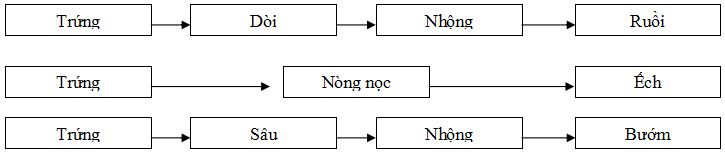 Trứng Dòi Nhộng Ruồi
Trứng Nòng nọc Ếch
Trứng Sâu Nhộng Bướm